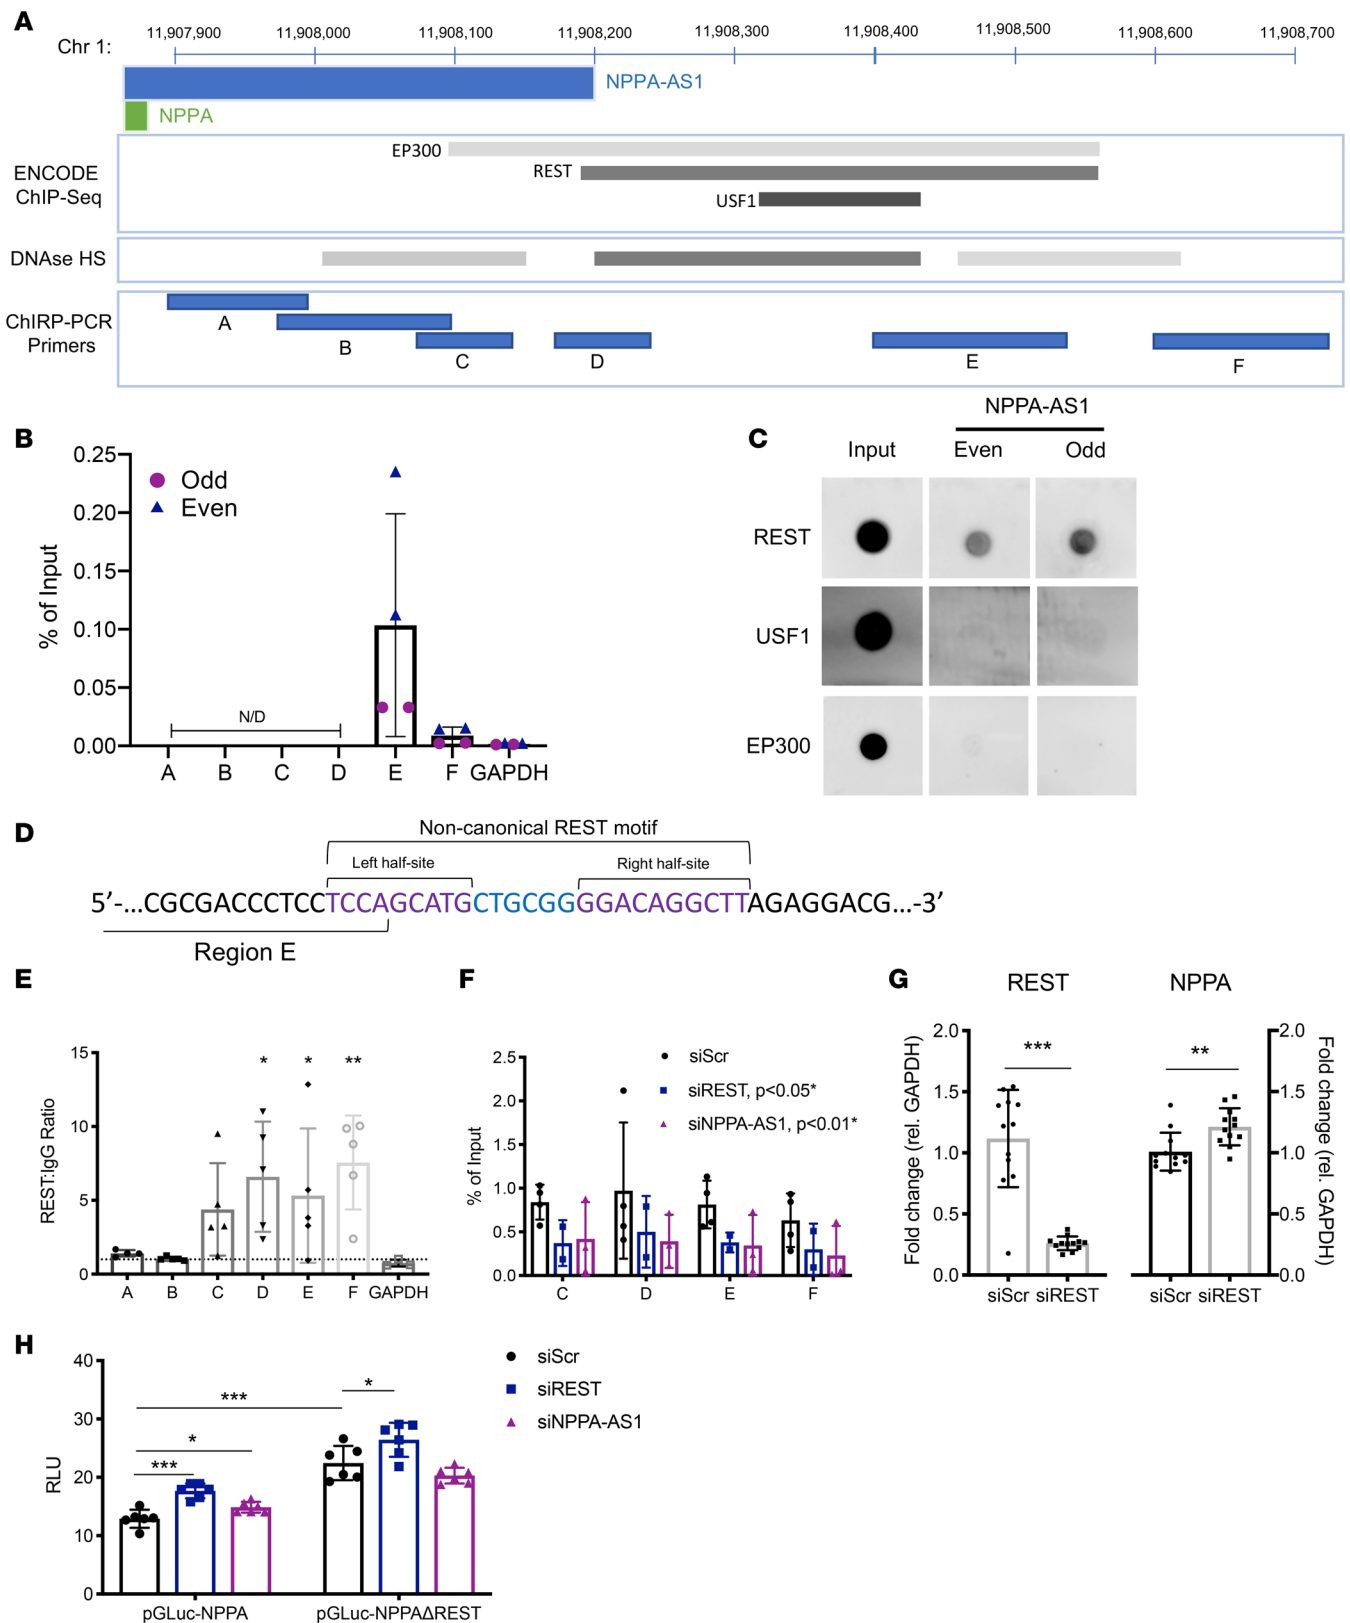 A
Chr 1:
11,907,900 11,908,000 11,908,100 11,908,200 11,908,300 11,908,400 11,908,500 11,908,600 11,908,700
NPPA-AS1
NPPA
ENCODE
ChIP-Seq
EP300
REST
USF1
DNAse HS
ChIRP-PCR
Primers
A
B
C
D
E
F
B
% of Input
0.25
0.20
0.15
0.10
0.05
0.00
Odd
Even
N/D
A B C D E F GAPDH
C
NPPA-AS1
Input Even Odd
REST
USF1
EP300
D
Non-canonical REST motif
Left half-site Right half-site
5’-...CGCGACCCTCCTCCAGCATGCTGCGGGGACAGGCTTAGAGGACG...-3’
Region E
E
REST:IgG Ratio
15
10
5
0
* * **
A B C D E F GAPDH
F
% of Input
2.5
2.0
1.5
1.0
0.5
0.0
siScr
siREST, p<0.05*
siNPPA-AS1, p<0.01*
C D E F
G
REST NPPA
Fold change (rel. GAPDH)
2.0
1.5
1.0
0.5
0.0
***
siScr siREST
**
siScr siREST
2.0
1.5
1.0
0.5
0.0
Fold change (rel. GAPDH)
H
RLU
40
30
20
10
0
***
*
***
*
siScr
siREST
siNPPA-AS1
pGLuc-NPPA pGLuc-NPPAΔREST